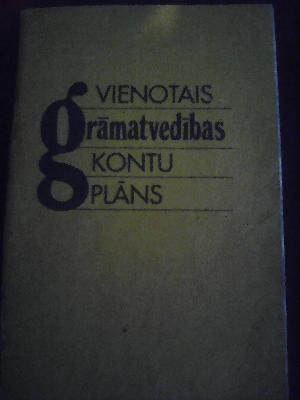 VIENOTAIS
grāmatvedības
KONTU
PLĀNS